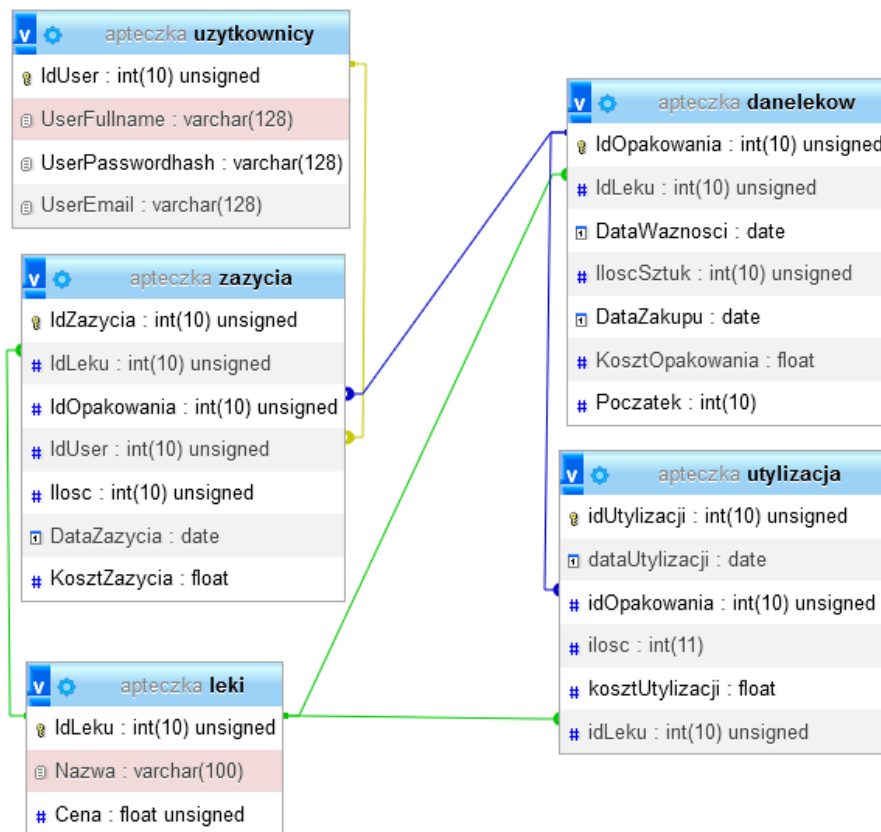 v apteczka uzytkownicy
IdUser : int(10) unsigned
UserFullname : varchar(128)
UserPasswordhash : varchar(128)
UserEmail : varchar(128)
v apteczka zazycia
IdZazycia : int(10) unsigned
# IdLeku : int(10) unsigned
# IdOpakowania : int(10) unsigned
# IdUser : int(10) unsigned
# Ilosc : int(10) unsigned
DataZazycia : date
# KosztZazycia : float
v apteczka leki
IdLeku : int(10) unsigned
Nazwa : varchar(100)
# Cena : float unsigned
v apteczka danelekow
IdOpakowania : int(10) unsigned
# IdLeku : int(10) unsigned
DataWaznosci : date
# IloscSztuk : int(10) unsigned
DataZakupu : date
# KosztOpakowania : float
# Poczatek : int(10)
v apteczka utylizacja
idUtylizacji : int(10) unsigned
dataUtylizacji : date
# idOpakowania : int(10) unsigned
# ilosc : int(11)
# kosztUtylizacji : float
# idLeku : int(10) unsigned